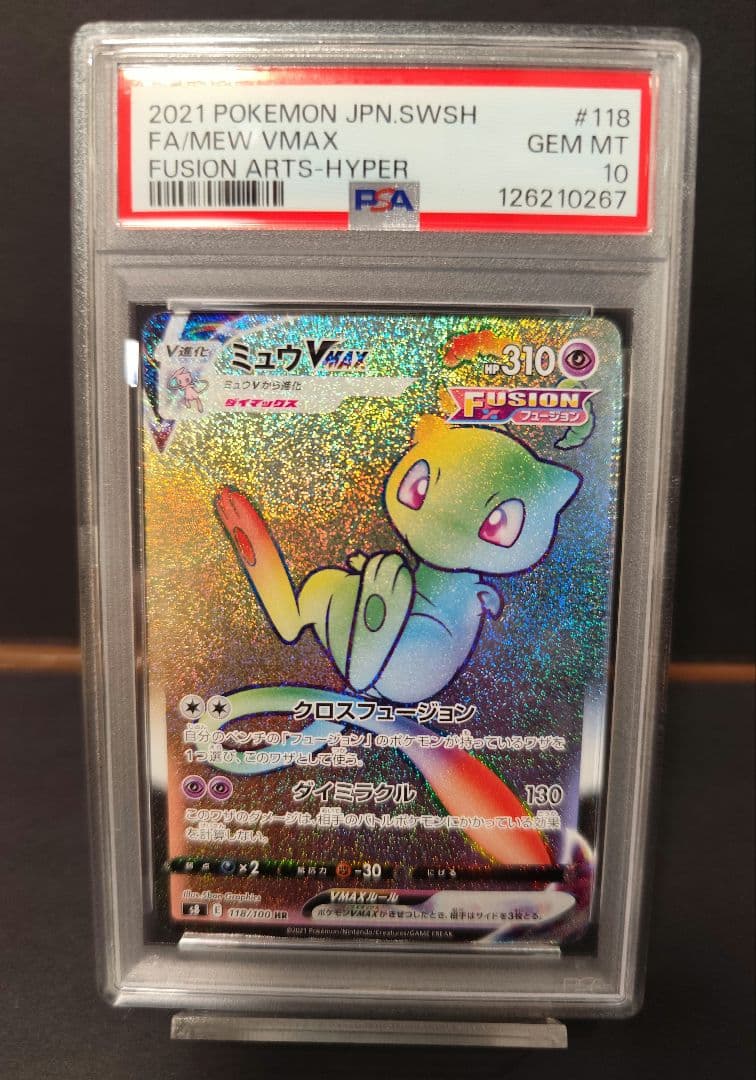 2021 POKEMON JPN.SWSH #118
FA/MEW VMAX GEM MT
FUSION ARTS-HYPER 10
PSA 126210267
V進化 ミュウVMAX HP310
ミュウVから進化
ダイマックス
FUSION
フュージョン
クロスフュージョン
自分のベンチの「フュージョン」のポケモンが持っているワザを
1つ選び、このワザとして使う。
ダイミラクル 130
このワザのダメージは、相手のバトルポケモンにかかっている効果
を計算しない。
弱点 ×2 抵抗力 -30 にげる
Illus. 5ban Graphics VMAXルール
s8 E 118/100 HR ポケモンVMAXがきぜつしたとき、相手はサイドを3枚とる。
©2021 Pokémon/Nintendo/Creatures/GAME FREAK